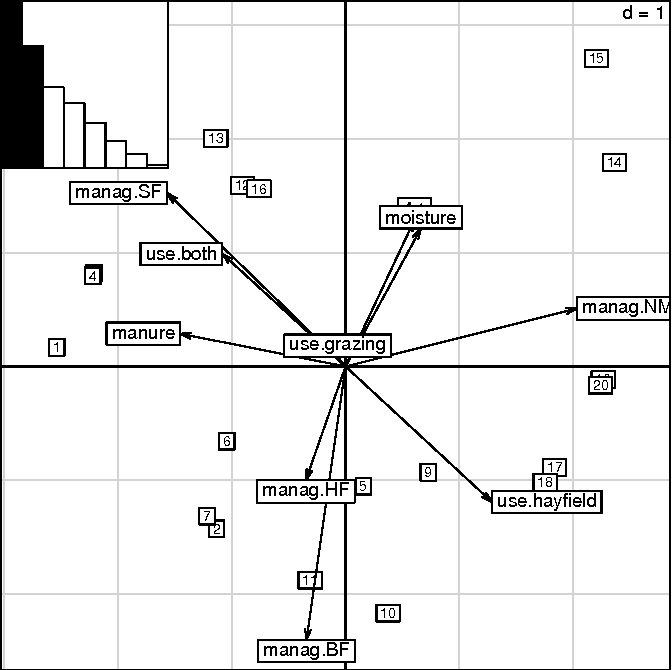 d = 1
15
13
14
12
16
manag.SF
moisture
use.both
4
manag.NM
manure
use.grazing
1
20
6
9
17
18
manag.HF
5
use.hayfield
7
2
11
10
manag.BF